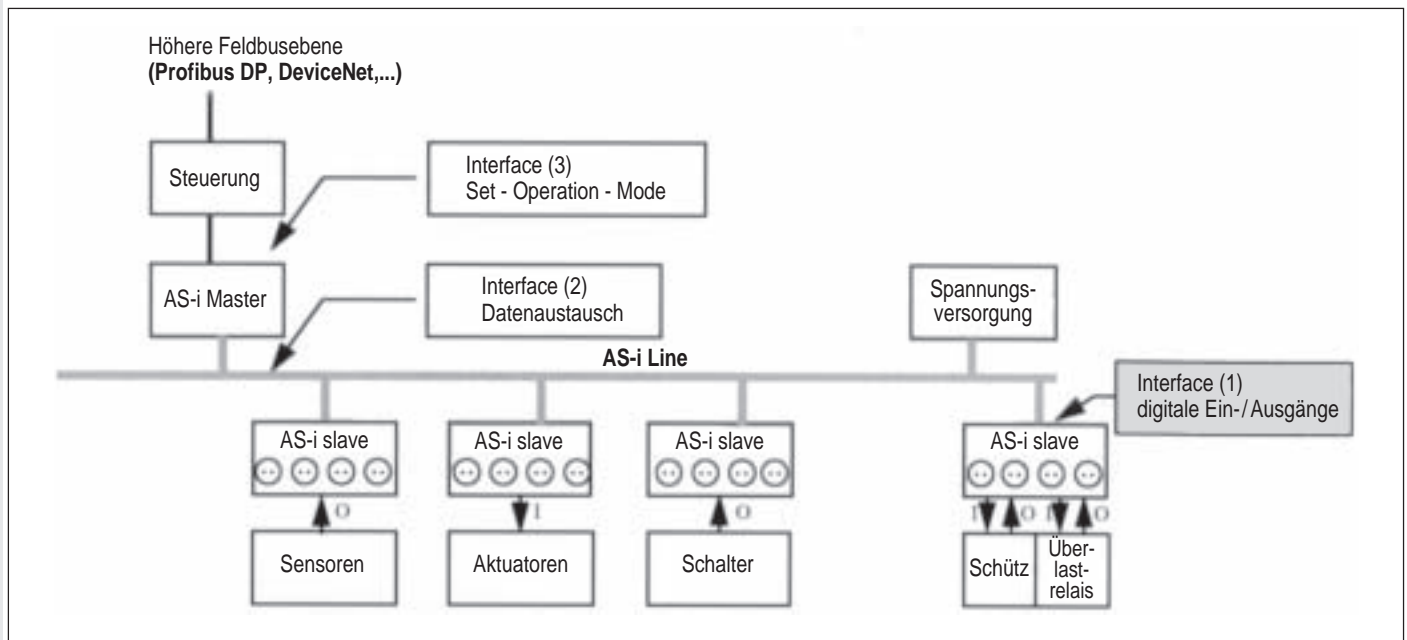 Höhere Feldbusebene
(Profibus DP, DeviceNet,...)
Steuerung
Interface (3)
Set - Operation - Mode
AS-i Master
Interface (2)
Datenaustausch
Spannungs-
versorgung
AS-i Line
Interface (1)
digitale Ein-/Ausgänge
AS-i slave
AS-i slave
AS-i slave
AS-i slave
O
I
O
I
O
I
O
Sensoren
Aktuatoren
Schalter
Schütz
Über-
last-
relais